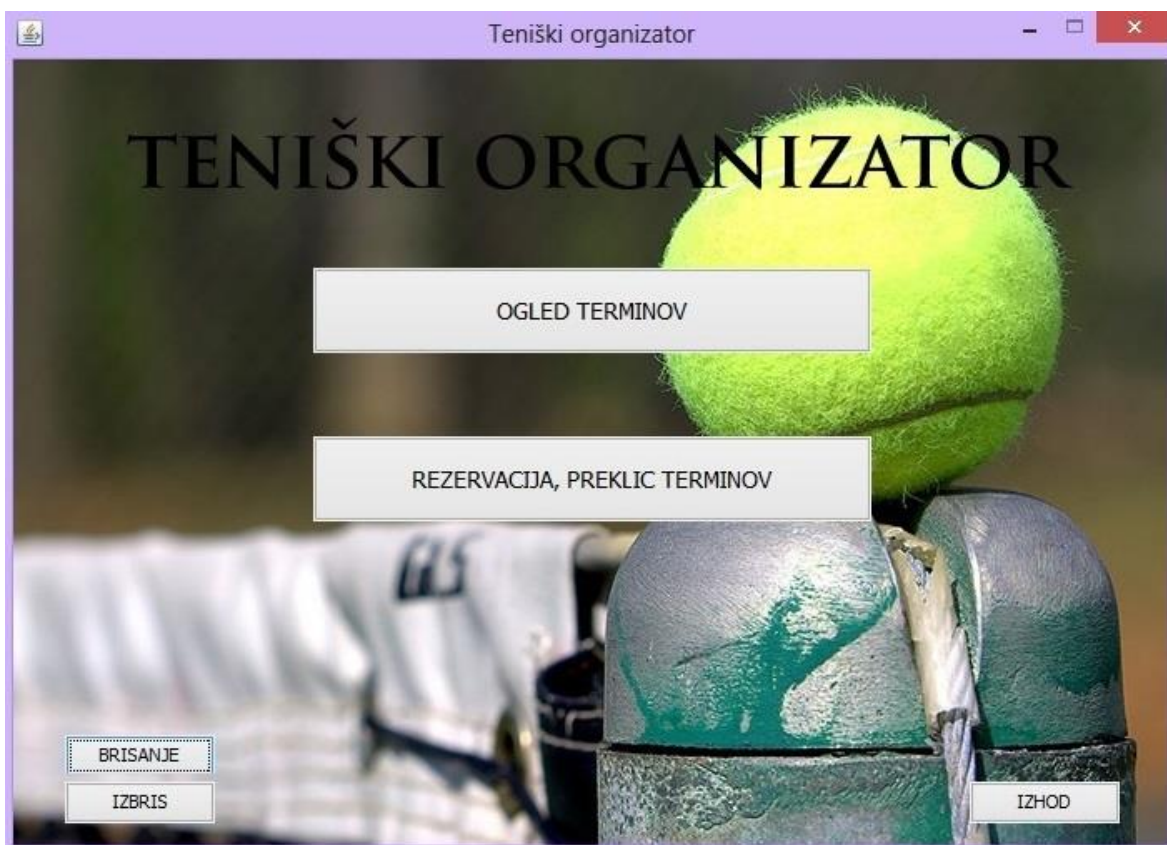 Teniški organizator
TENIŠKI ORGANIZATOR
OGLED TERMINOV
REZERVACIJA, PREKLIC TERMINOV
BRISANJE
IZBRIS
IZHOD